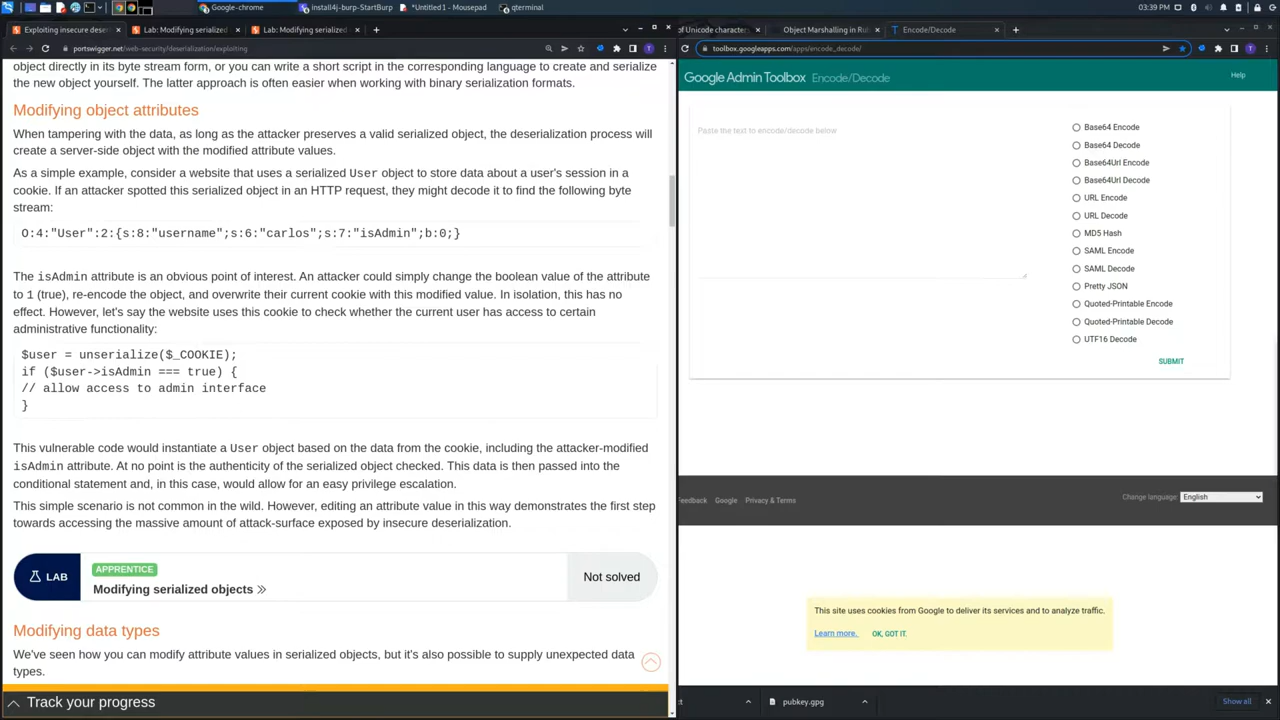 Google-chrome
install4j-burp-StartBurp
*Untitled 1 - Mousepad
qterminal
03:39 PM
Exploiting insecure deser
Lab: Modifying serialized
Lab: Modifying serialized
of Unicode character
Object Marshalling in Rub
Encode/Decode
portswigger.net/web-security/deserialization/exploiting
toolbox.googleapps.com/apps/encode_decode/
object directly in its byte stream form, or you can write a short script in the corresponding language to create and serialize
the new object yourself. The latter approach is often easier when working with binary serialization formats.
Modifying object attributes
When tampering with the data, as long as the attacker preserves a valid serialized object, the deserialization process will
create a server-side object with the modified attribute values.
As a simple example, consider a website that uses a serialized User object to store data about a user's session in a
cookie. If an attacker spotted this serialized object in an HTTP request, they might decode it to find the following byte
stream:
O:4:"User":2:{s:8:"username";s:6:"carlos";s:7:"isAdmin";b:0;}
The isAdmin attribute is an obvious point of interest. An attacker could simply change the boolean value of the attribute
to 1 (true), re-encode the object, and overwrite their current cookie with this modified value. In isolation, this has no
effect. However, let's say the website uses this cookie to check whether the current user has access to certain
administrative functionality:
$user = unserialize($_COOKIE);
if ($user->isAdmin === true) {
// allow access to admin interface
}
This vulnerable code would instantiate a User object based on the data from the cookie, including the attacker-modified
isAdmin attribute. At no point is the authenticity of the serialized object checked. This data is then passed into the
conditional statement and, in this case, would allow for an easy privilege escalation.
This simple scenario is not common in the wild. However, editing an attribute value in this way demonstrates the first step
towards accessing the massive amount of attack-surface exposed by insecure deserialization.
LAB
APPRENTICE
Modifying serialized objects
Not solved
Modifying data types
We've seen how you can modify attribute values in serialized objects, but it's also possible to supply unexpected data
types.
Track your progress
Google Admin Toolbox Encode/Decode
Help
Paste the text to encode/decode below
Base64 Encode
Base64 Decode
Base64Url Encode
Base64Url Decode
URL Encode
URL Decode
MD5 Hash
SAML Encode
SAML Decode
Pretty JSON
Quoted-Printable Encode
Quoted-Printable Decode
UTF16 Decode
SUBMIT
Feedback Google Privacy & Terms
Change language: English
This site uses cookies from Google to deliver its services and to analyze traffic.
Learn more. OK, GOT IT.
pubkey.gpg
Show all